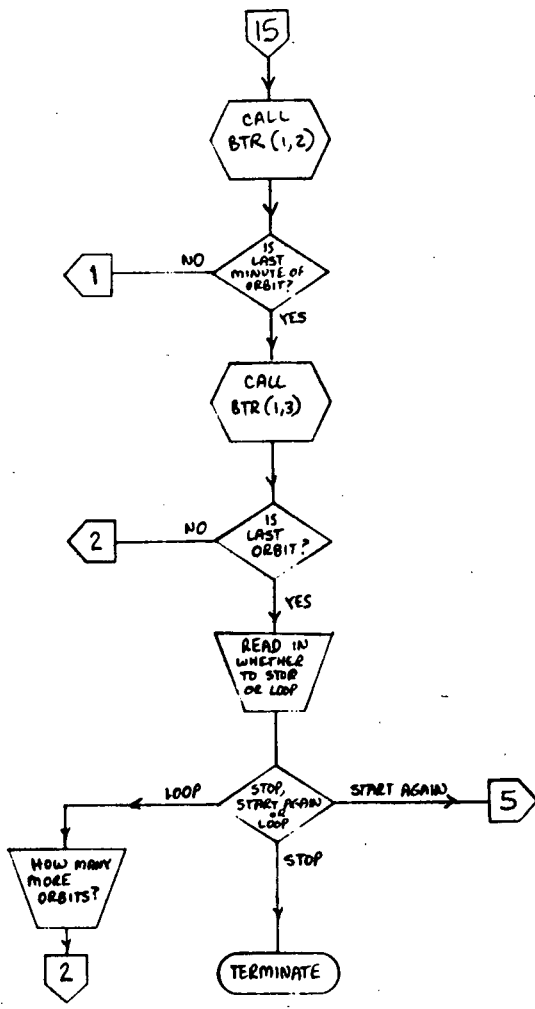 15
CALL
BTR (1,2)
IS
LAST
MINUTE OF
ORBIT?
NO
1
YES
CALL
BTR (1,3)
IS
LAST
ORBIT?
NO
2
YES
READ IN
WHETHER
TO STOP
OR LOOP
STOP,
START AGAIN
OR
LOOP
LOOP
START AGAIN
5
STOP
HOW MANY
MORE
ORBITS?
2
TERMINATE